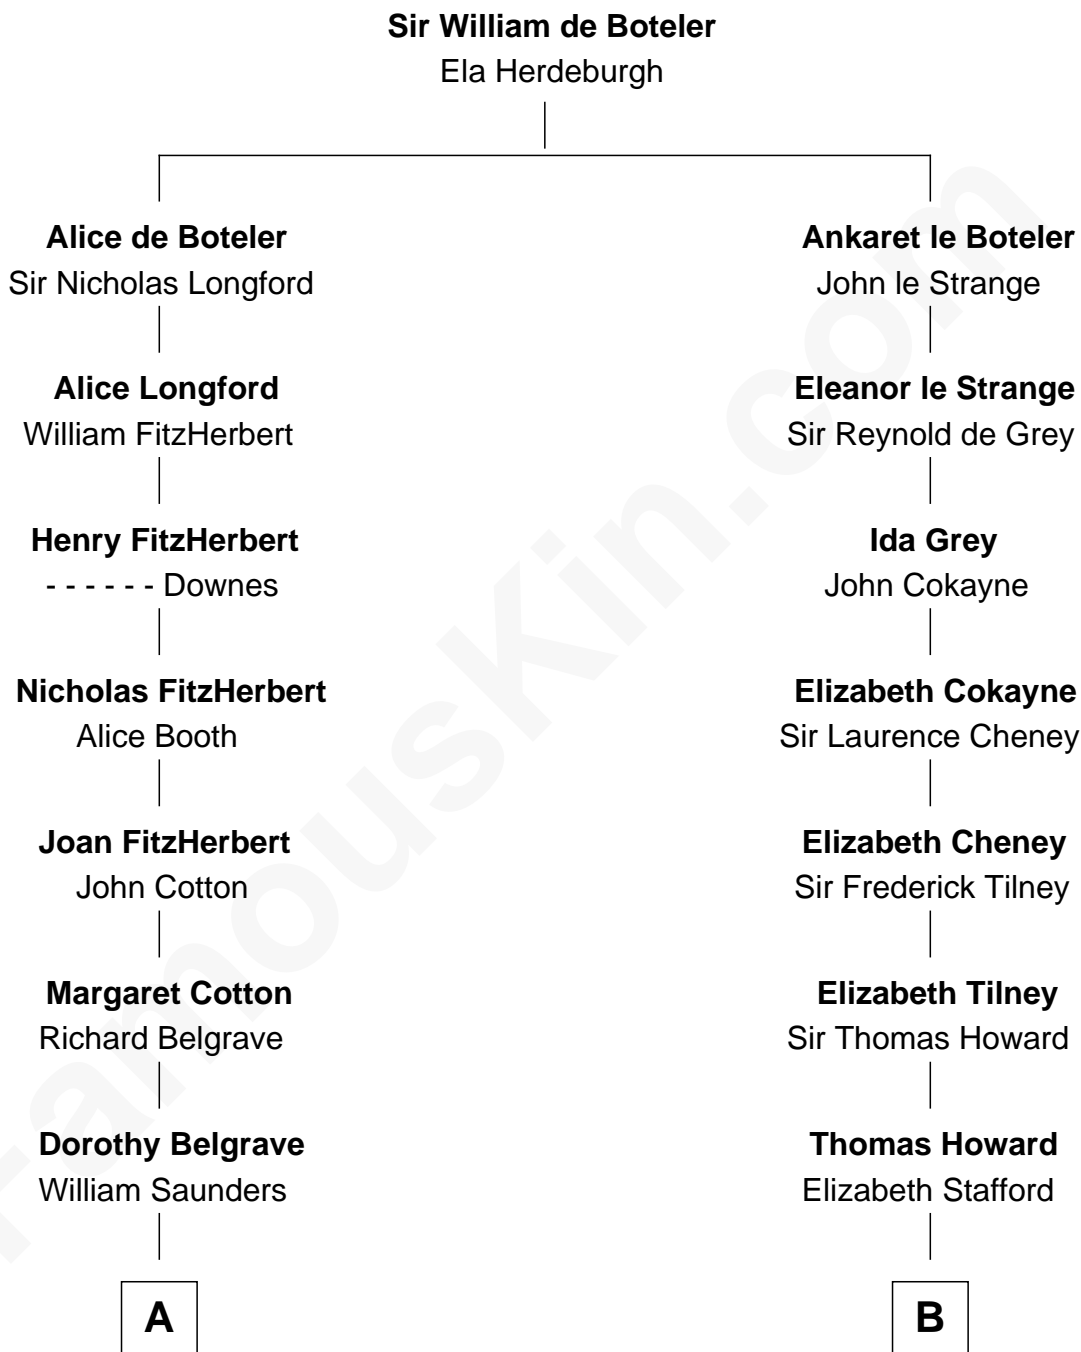 Sir William de Boteler
Ela Herdeburgh
Alice de Boteler
Sir Nicholas Longford
Ankaret le Boteler
John le Strange
Alice Longford
William FitzHerbert
Eleanor le Strange
Sir Reynold de Grey
Henry FitzHerbert
- - - - - - Downes
Ida Grey
John Cokayne
Nicholas FitzHerbert
Alice Booth
Elizabeth Cokayne
Sir Laurence Cheney
Joan FitzHerbert
John Cotton
Elizabeth Cheney
Sir Frederick Tilney
Margaret Cotton
Richard Belgrave
Elizabeth Tilney
Sir Thomas Howard
Dorothy Belgrave
William Saunders
Thomas Howard
Elizabeth Stafford
A
B
FamousKin.com